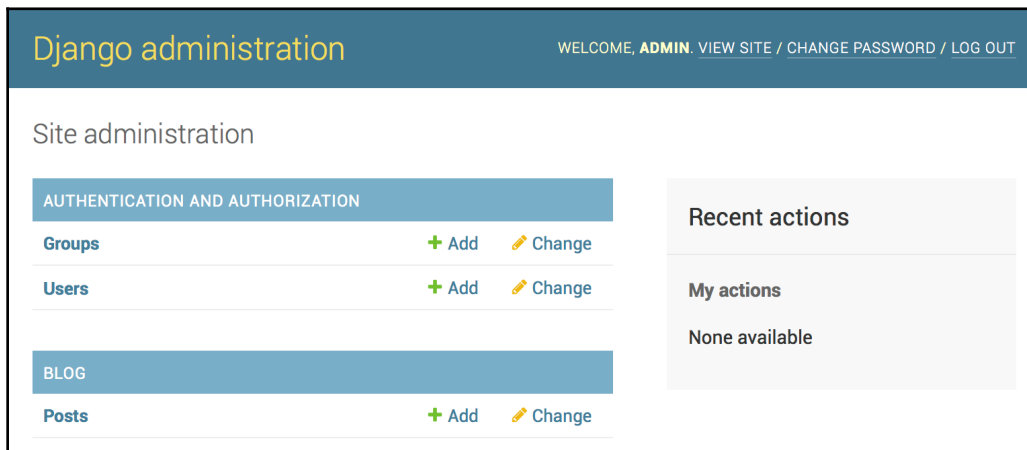 Django administration
WELCOME, ADMIN. VIEW SITE / CHANGE PASSWORD / LOG OUT
Site administration
AUTHENTICATION AND AUTHORIZATION
Groups Add Change
Users Add Change
BLOG
Posts Add Change
Recent actions
My actions
None available